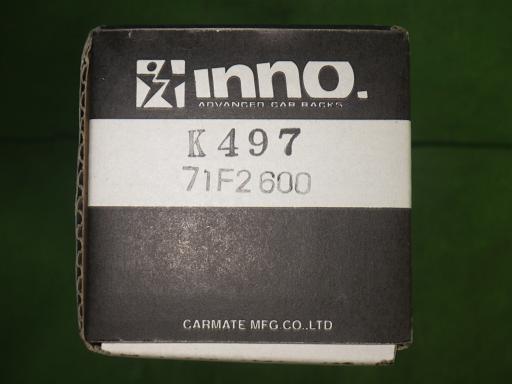 INNO.
ADVANCED CAR RACKS
K497
71F2600
CARMATE MFG CO.,LTD